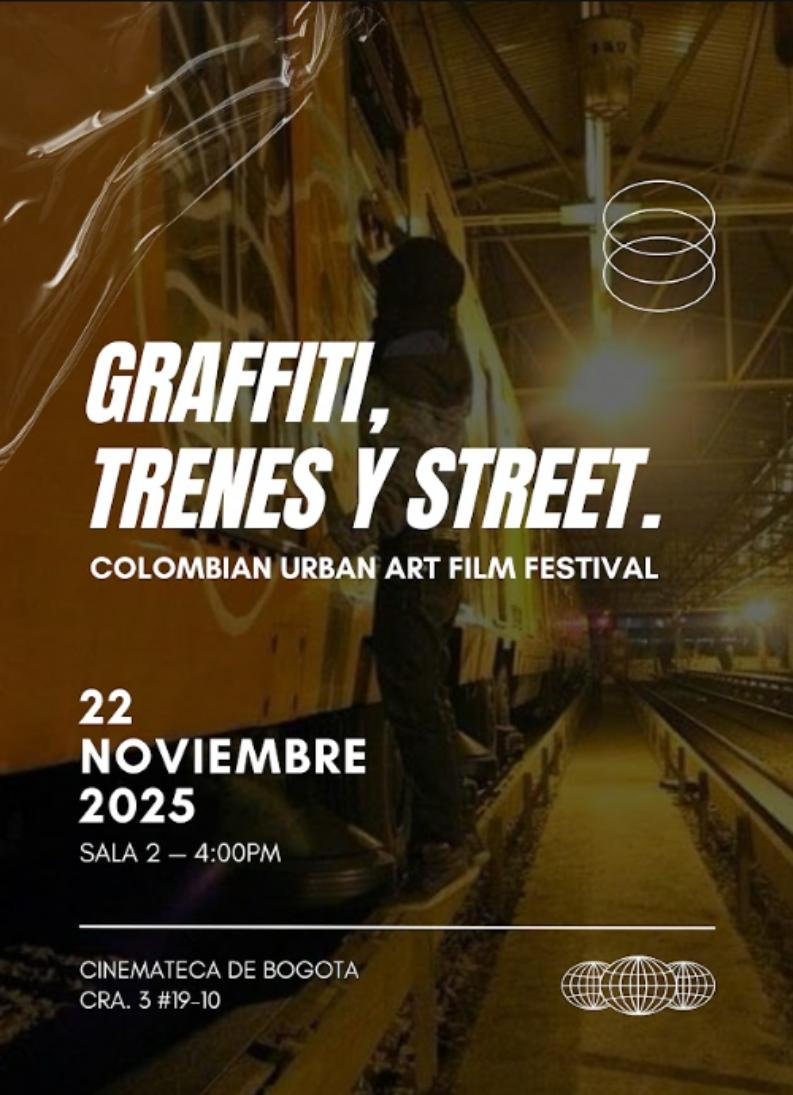 GRAFFITI,
TRENES Y STREET.
COLOMBIAN URBAN ART FILM FESTIVAL
22
NOVIEMBRE
2025
SALA 2 – 4:00PM
CINEMATECA DE BOGOTA
CRA. 3 #19-10